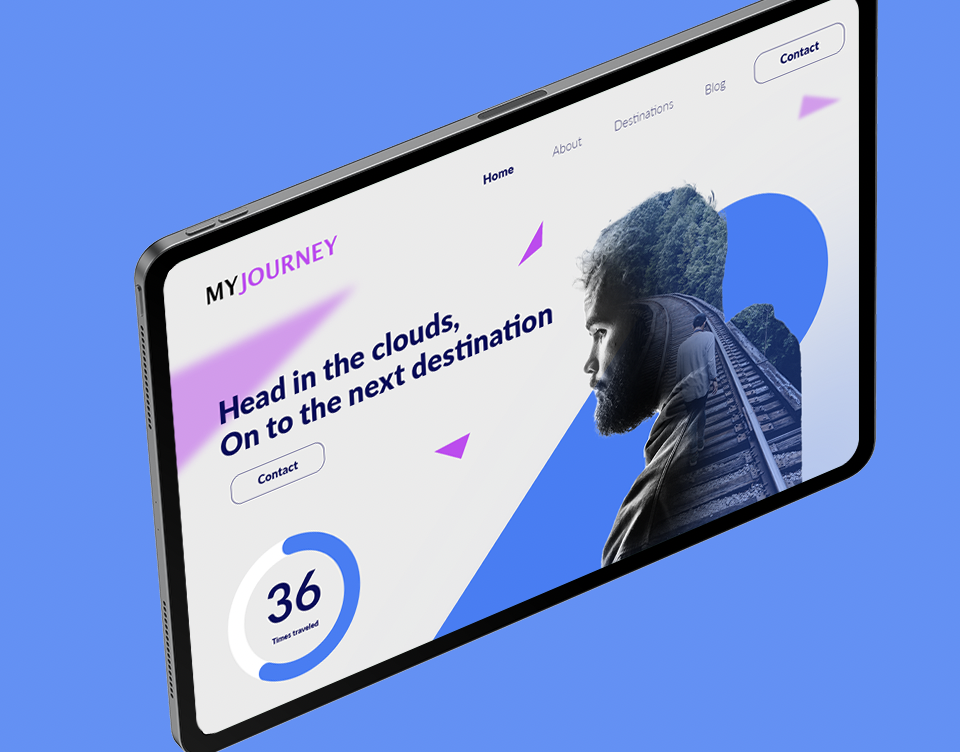 Home
About
Destinations
Blog
Contact
MYJOURNEY
Head in the clouds,
On to the next destination
Contact
36
Times traveled